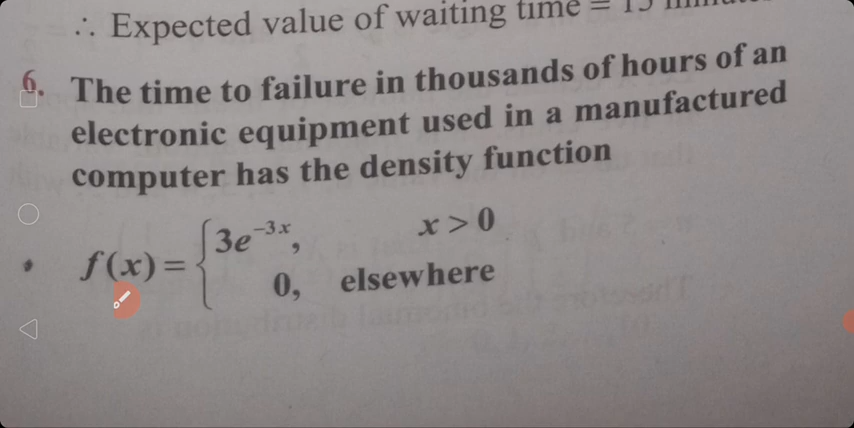 ∴ Expected value of waiting time = 15
6. The time to failure in thousands of hours of an
electronic equipment used in a manufactured
computer has the density function
f(x) = { 3e^{-3x}, x > 0
0, elsewhere